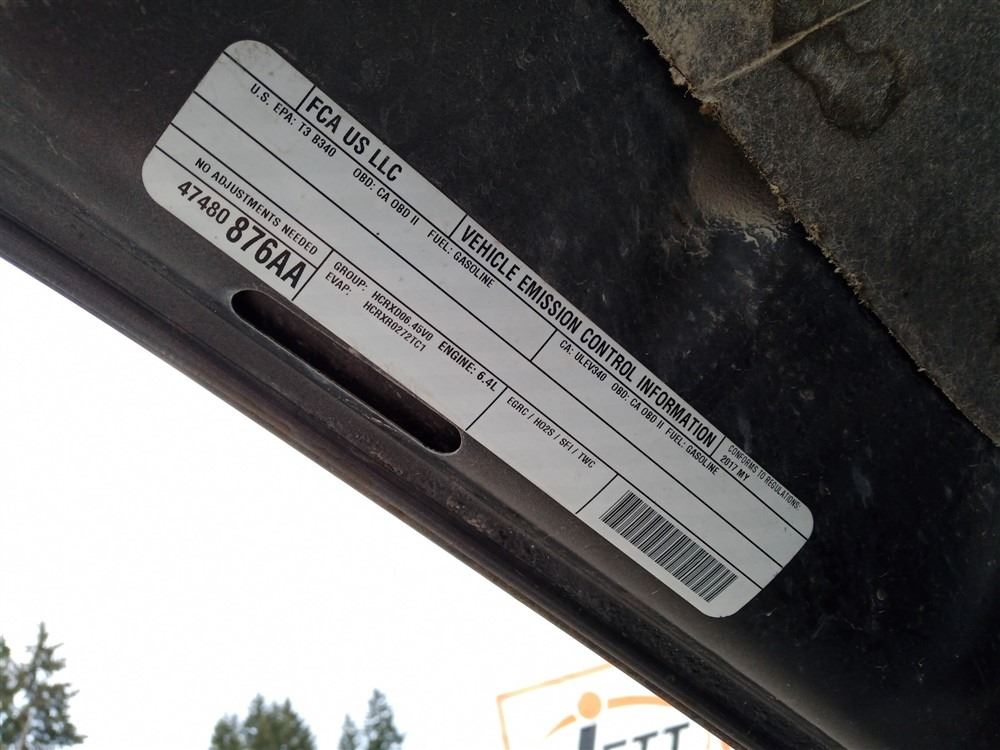 FCA US LLC
VEHICLE EMISSION CONTROL INFORMATION
CONFORMS TO REGULATIONS:
2017 MY
U.S. EPA: T3 B340 OBD: CA OBD II FUEL: GASOLINE
CA: ULEV340 OBD: CA OBD II FUEL: GASOLINE
NO ADJUSTMENTS NEEDED
47480 876AA
GROUP: HCRXD06.45V0 ENGINE: 6.4L
EVAP: HCRXR0272TC1
EGRC / HO2S / SFI / TWC
JETT